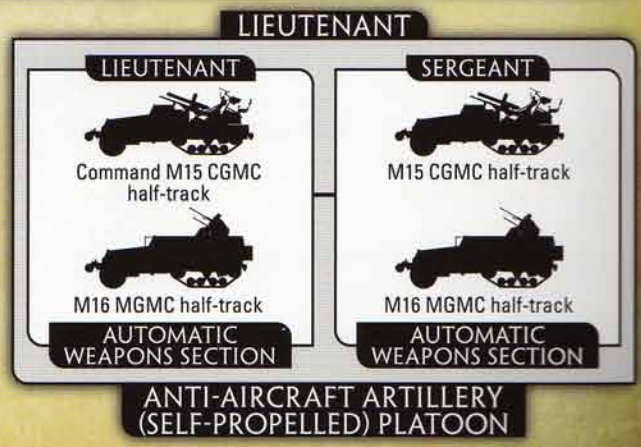 LIEUTENANT
LIEUTENANT
Command M15 CGMC
half-track
M16 MGMC half-track
AUTOMATIC
WEAPONS SECTION
SERGEANT
M15 CGMC half-track
M16 MGMC half-track
AUTOMATIC
WEAPONS SECTION
ANTI-AIRCRAFT ARTILLERY
(SELF-PROPELLED) PLATOON